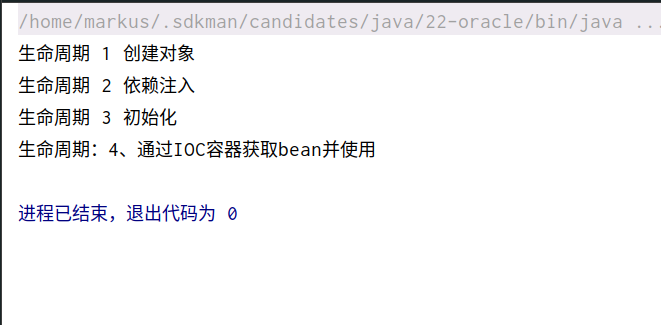 /home/markus/.sdkman/candidates/java/22-oracle/bin/java ...
生命周期 1 创建对象
生命周期 2 依赖注入
生命周期 3 初始化
生命周期：4、通过IOC容器获取bean并使用
进程已结束，退出代码为 0